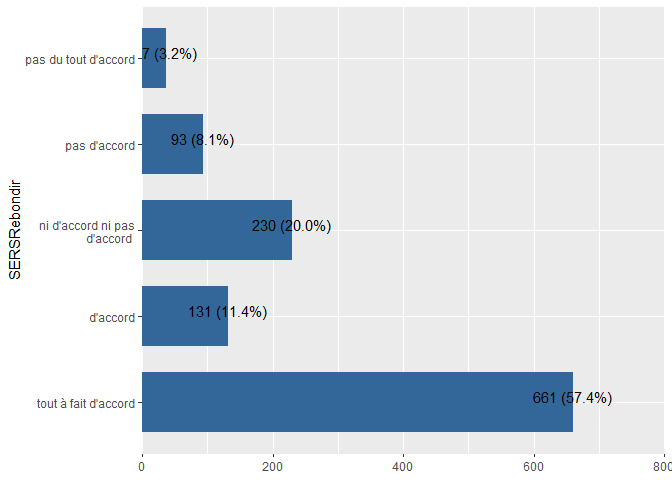 SERSRebondir
pas du tout d'accord
7 (3.2%)
pas d'accord
93 (8.1%)
ni d'accord ni pas
d'accord
230 (20.0%)
d'accord
131 (11.4%)
tout à fait d'accord
661 (57.4%)
0
200
400
600
800